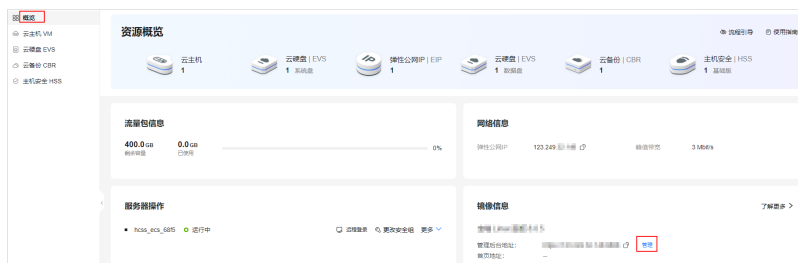 概览
云主机 VM
云硬盘 EVS
云备份 CBR
主机安全 HSS
资源概览
流程引导 使用指南
云主机 1
云硬盘 | EVS 1 系统盘
弹性公网IP | EIP 1
云硬盘 | EVS 1 数据盘
云备份 | CBR 1
主机安全 | HSS 1 基础版
流量包信息
400.0 GB 剩余容量
0.0 GB 已使用
0%
网络信息
弹性公网IP 123.249. 峰值带宽 3 Mbit/s
服务器操作
hcss_ecs_68f5 运行中 远程登录 更改安全组 更多
镜像信息 了解更多 >
Linux
管理后台地址: 管理
首页地址: --